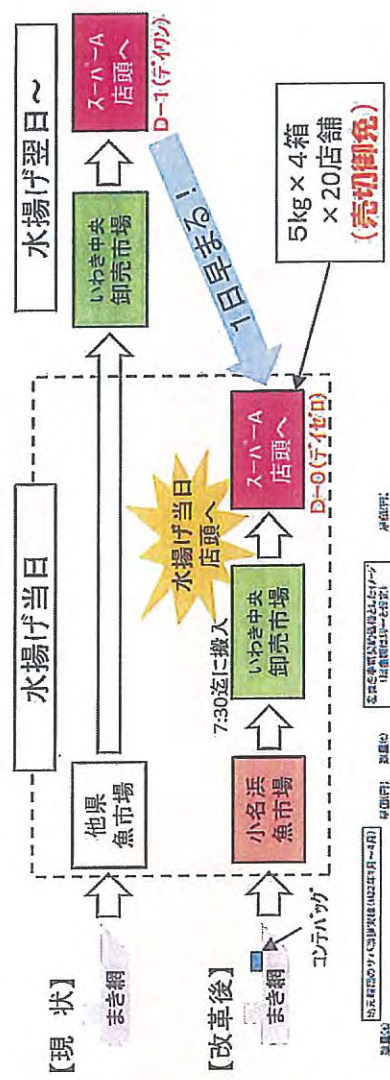 水揚げ当日
水揚げ翌日～
【現　状】
まき網
他県
魚市場
いわき中央
卸売市場
スーパーA
店頭へ
D-1(デイワン)
1日早まる！
【改革後】
まき網
コンテバッグ
小名浜
魚市場
7:30迄に搬入
いわき中央
卸売市場
水揚げ当日
店頭へ
スーパーA
店頭へ
D-0(デイゼロ)
5kg×4箱
×20店舗
(売切御免)